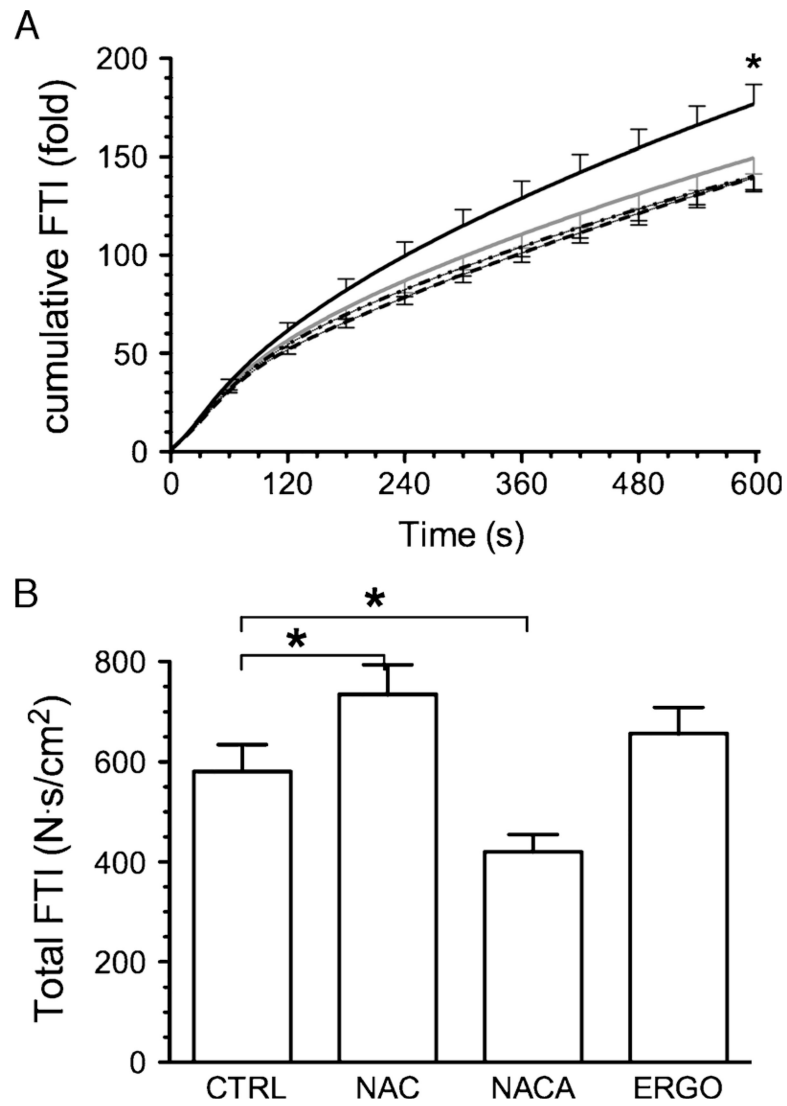 A
*
200
150
100
50
0
cumulative FTI (fold)
0 120 240 360 480 600
Time (s)
B
*
*
800
600
400
200
0
Total FTI (N·s/cm²)
CTRL NAC NACA ERGO